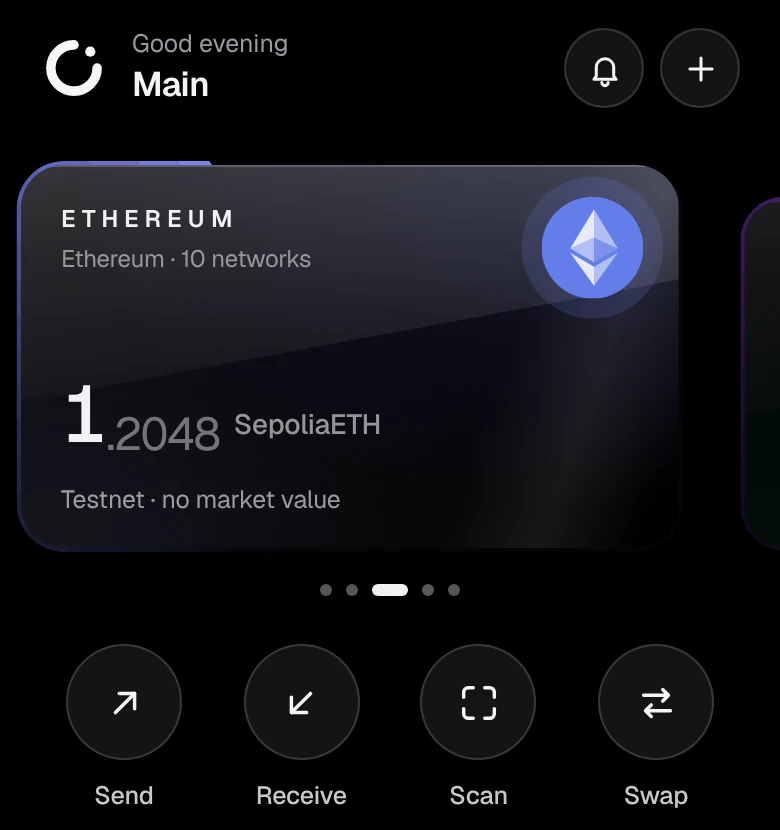 Good evening
Main
ETHEREUM
Ethereum · 10 networks
1.2048 SepoliaETH
Testnet · no market value
Send
Receive
Scan
Swap